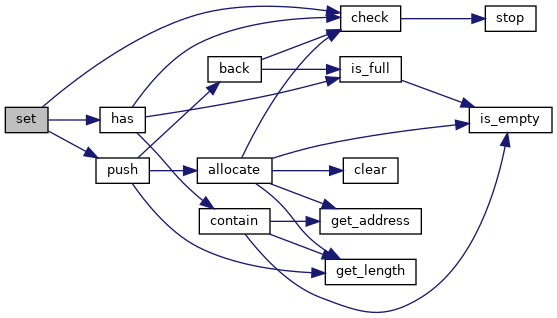 check
stop
back
is_full
set
has
is_empty
push
allocate
clear
contain
get_address
get_length